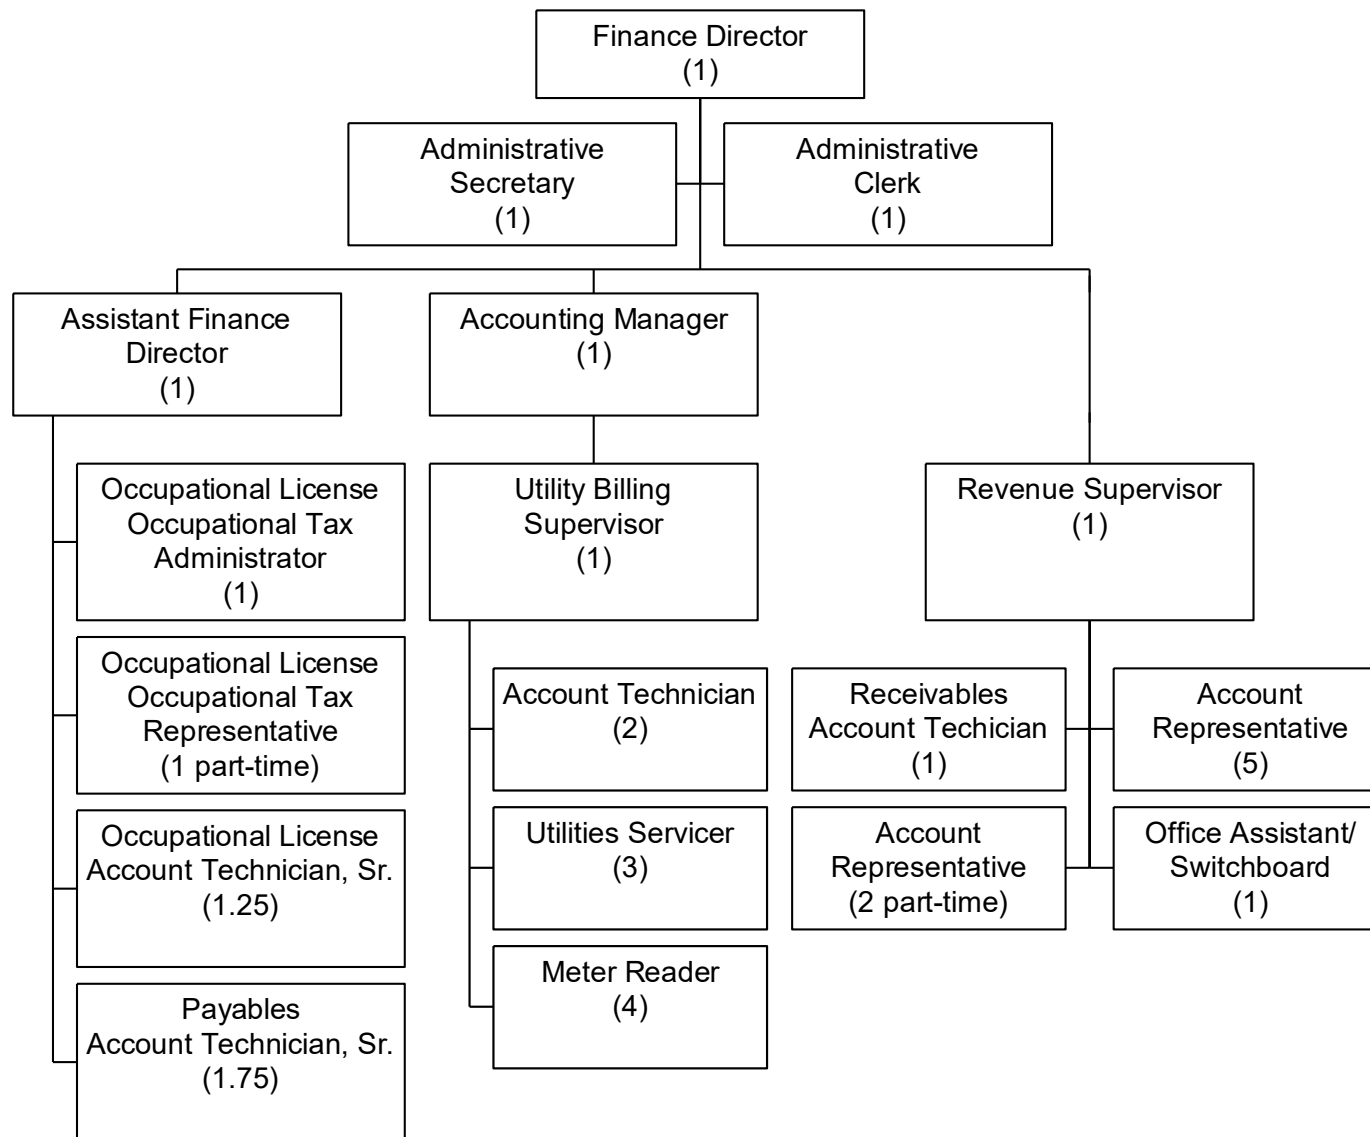 Finance Director
(1)
Administrative
Secretary
(1)
Administrative
Clerk
(1)
Assistant Finance
Director
(1)
Accounting Manager
(1)
Occupational License
Occupational Tax
Administrator
(1)
Utility Billing
Supervisor
(1)
Revenue Supervisor
(1)
Occupational License
Occupational Tax
Representative
(1 part-time)
Account Technician
(2)
Receivables
Account Techician
(1)
Account
Representative
(5)
Occupational License
Account Technician, Sr.
(1.25)
Utilities Servicer
(3)
Account
Representative
(2 part-time)
Office Assistant/
Switchboard
(1)
Payables
Account Technician, Sr.
(1.75)
Meter Reader
(4)